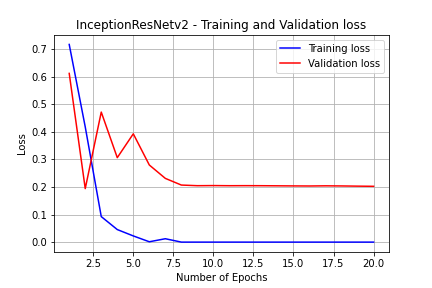 InceptionResNetv2 - Training and Validation loss
Training loss
Validation loss
0.7
0.6
0.5
0.4
0.3
0.2
0.1
0.0
Loss
2.5 5.0 7.5 10.0 12.5 15.0 17.5 20.0
Number of Epochs